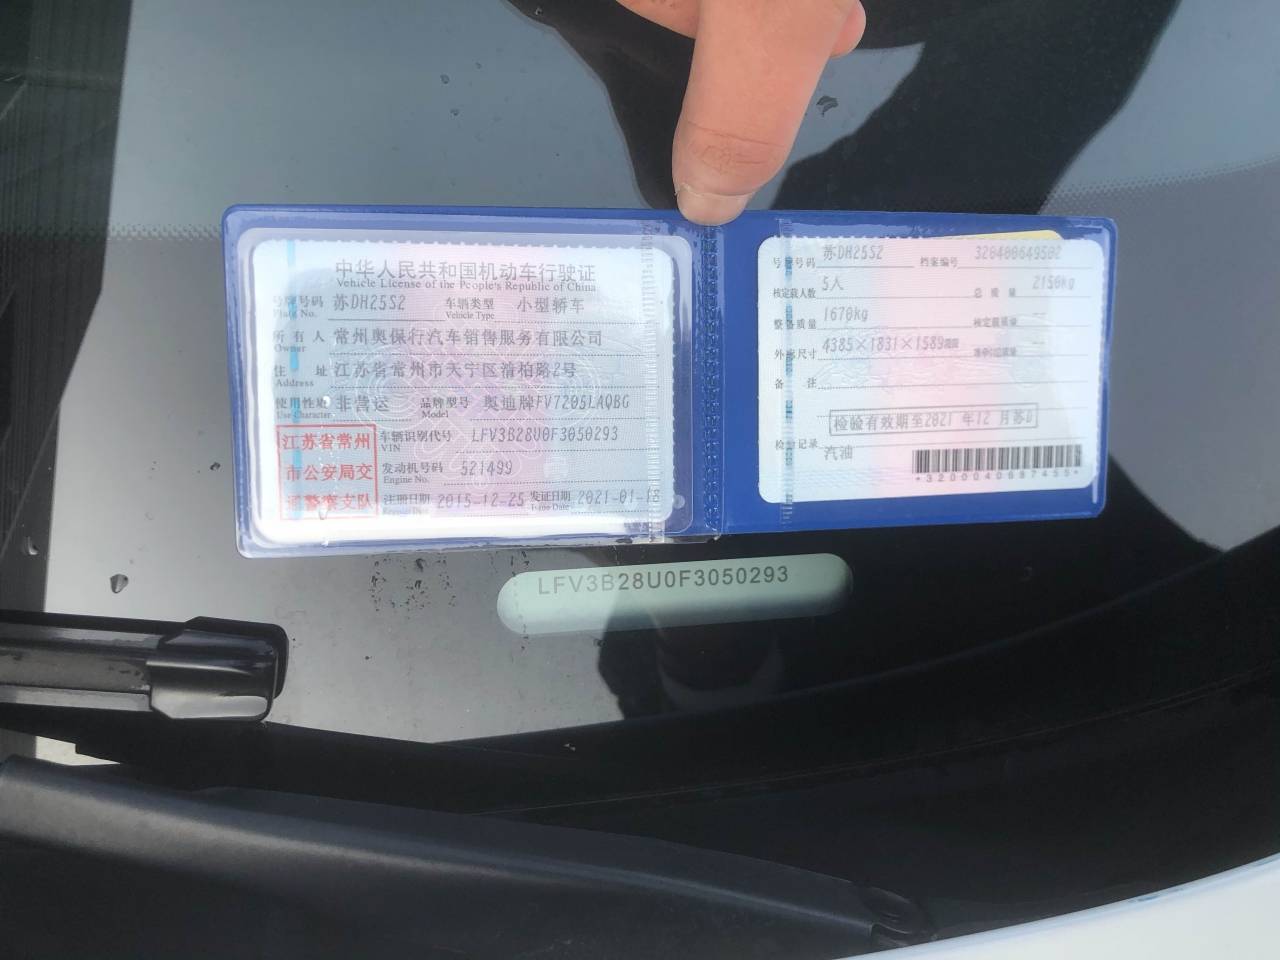 中华人民共和国机动车行驶证
Vehicle License of the People's Republic of China
号牌号码 苏DH25S2 车辆类型 小型轿车
Plate No. Vehicle Type
所有人 常州奥保行汽车销售服务有限公司
Owner
住址 江苏省常州市天宁区清柏路2号
Address
使用性质 非营运 品牌型号 奥迪牌FV7205LAQBG
Use Character Model
江苏省常州
市公安局交
通警察支队
车辆识别代号 LFV3B28U0F3050293
VIN
发动机号码 521499
Engine No.
注册日期 2015-12-25 发证日期 2021-01-18
Register Date Issue Date
号牌号码 苏DH25S2 档案编号 320400649502
核定载人数 5人 总质量 2150kg
整备质量 1670kg 核定载质量
外廓尺寸 4385×1831×1589mm 准牵引总质量
备注
检验有效期至2021年12月苏D
检验记录
汽油
*3200040687455*
LFV3B28U0F3050293